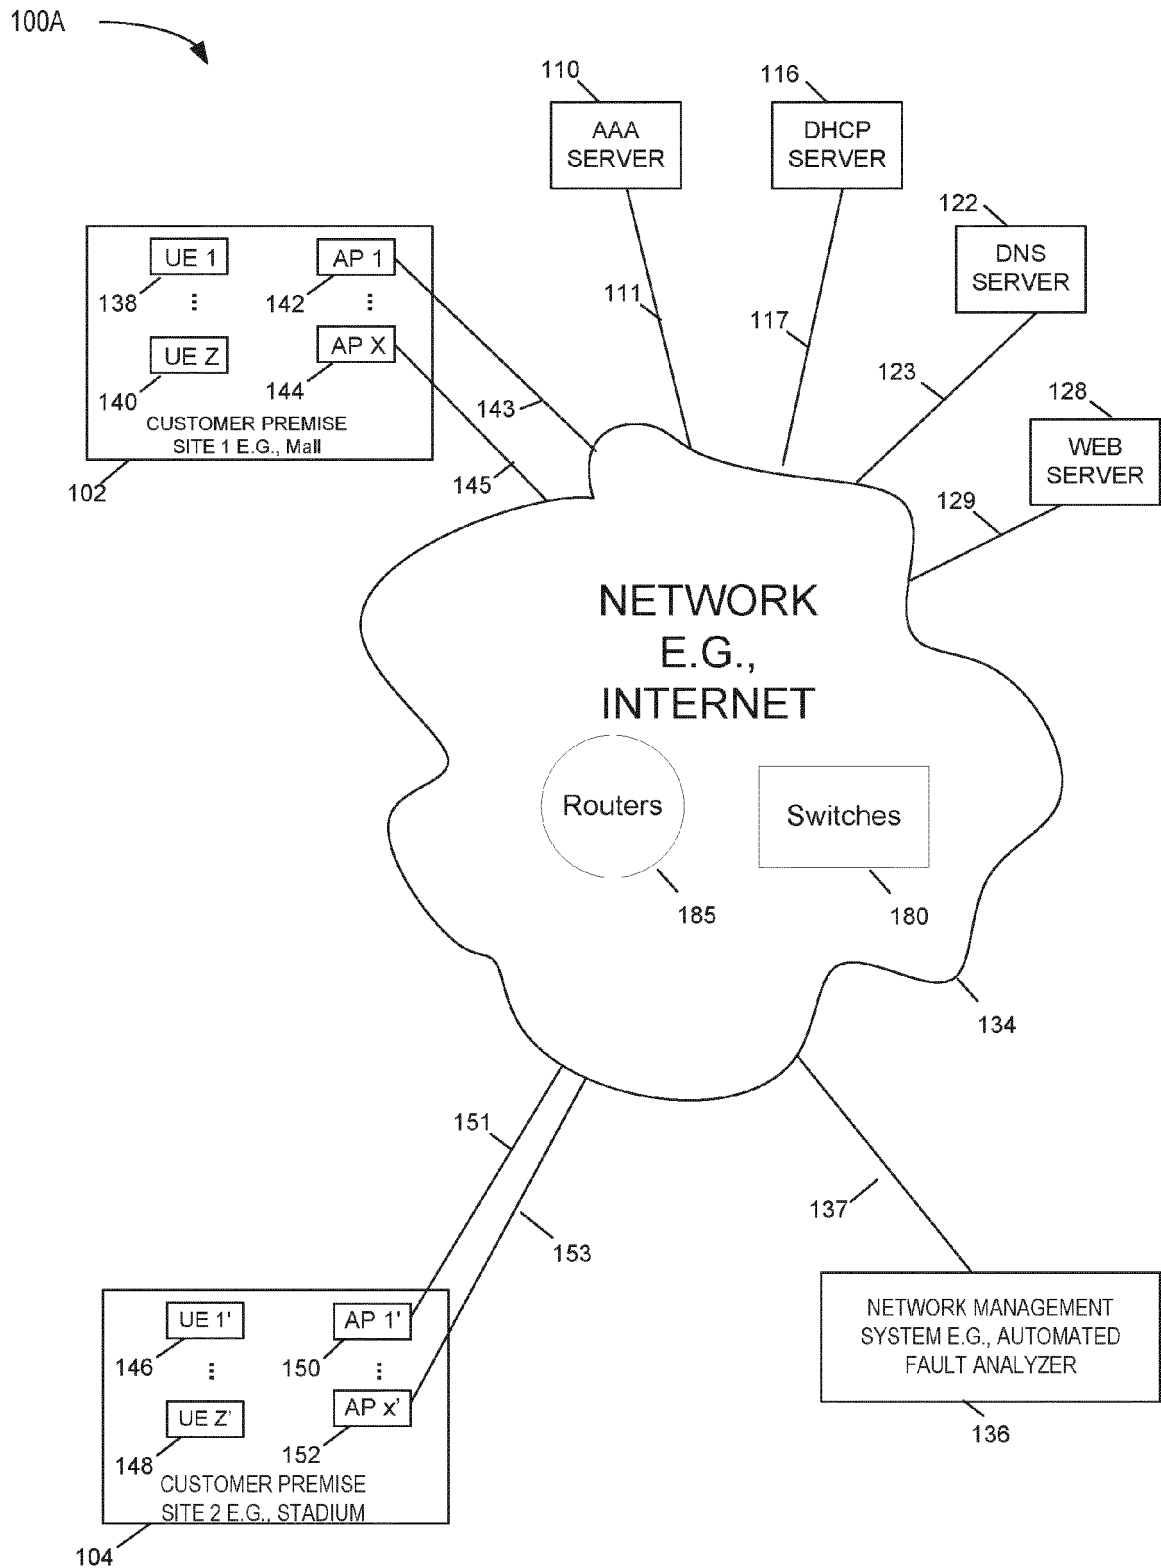 100A
110
AAA
SERVER
116
DHCP
SERVER
122
DNS
SERVER
128
WEB
SERVER
111
117
123
129
UE 1
AP 1
138
...
142
...
UE Z
AP X
140
144
CUSTOMER PREMISE
SITE 1 E.G., Mall
102
143
145
NETWORK
E.G.,
INTERNET
Routers
Switches
185
180
134
151
153
137
UE 1'
AP 1'
146
...
150
...
UE Z'
AP x'
148
152
CUSTOMER PREMISE
SITE 2 E.G., STADIUM
104
NETWORK MANAGEMENT
SYSTEM E.G., AUTOMATED
FAULT ANALYZER
136